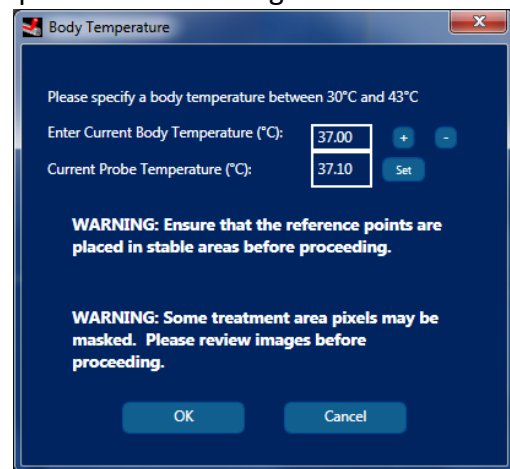 Body Temperature
x
Please specify a body temperature between 30°C and 43°C
Enter Current Body Temperature (°C): 37.00 + -
Current Probe Temperature (°C): 37.10 Set
WARNING: Ensure that the reference points are
placed in stable areas before proceeding.
WARNING: Some treatment area pixels may be
masked. Please review images before
proceeding.
OK Cancel